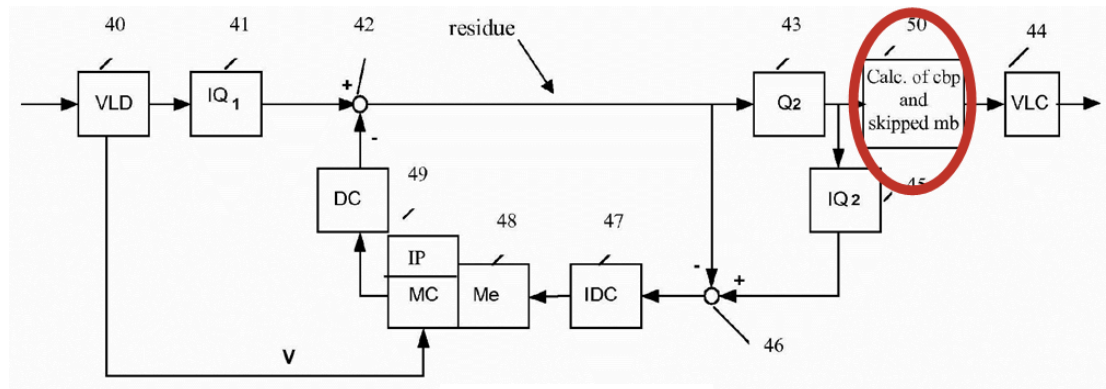 40
41
42
residue
43
50
44
VLD
IQ1
+
-
Q2
Calc. of cbp
and
skipped mb
VLC
DC
49
48
47
IQ2
45
IP
MC
Me
IDC
-
+
46
V